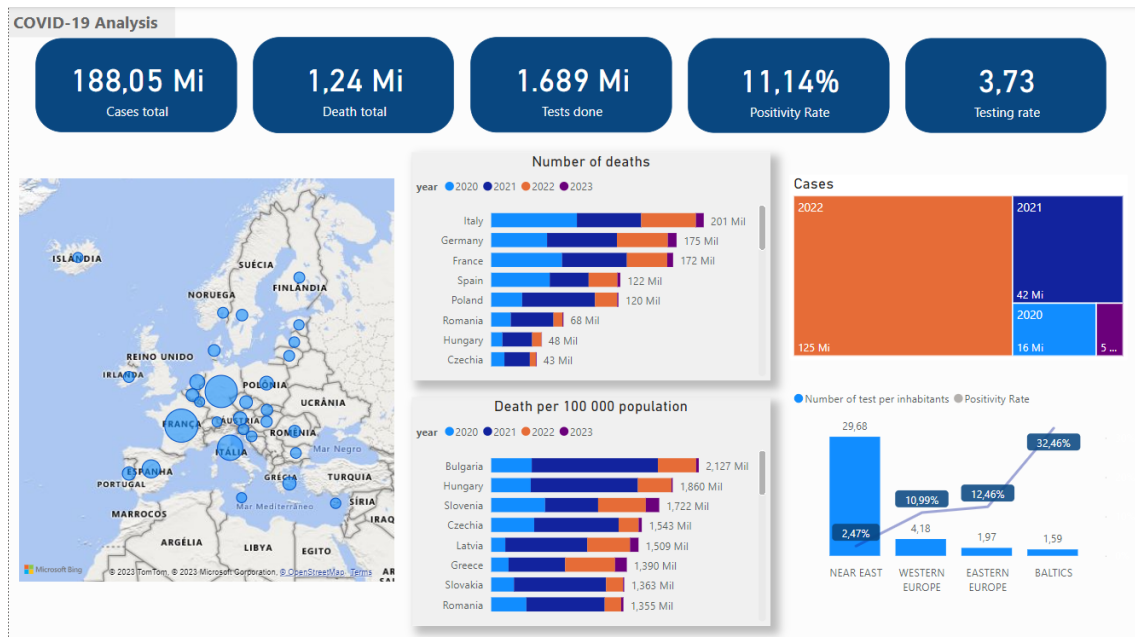 COVID-19 Analysis
188,05 Mi
Cases total
1,24 Mi
Death total
1.689 Mi
Tests done
11,14%
Positivity Rate
3,73
Testing rate
ISLÂNDIA
SUÉCIA
FINLÂNDIA
NORUEGA
REINO UNIDO
IRLANDA
POLÔNIA
UCRÂNIA
FRANÇA
ÁUSTRIA
ROMÊNIA
ITÁLIA
Mar Negro
ESPANHA
PORTUGAL
GRÉCIA
TURQUIA
Mar Mediterrâneo
SÍRIA
MARROCOS
IRAQ
ARGÉLIA
LIBYA
EGITO
AR
SAU
Microsoft Bing
© 2023 TomTom, © 2023 Microsoft Corporation, © OpenStreetMap Terms
Number of deaths
year 2020 2021 2022 2023
Italy 201 Mil
Germany 175 Mil
France 172 Mil
Spain 122 Mil
Poland 120 Mil
Romania 68 Mil
Hungary 48 Mil
Czechia 43 Mil
Death per 100 000 population
year 2020 2021 2022 2023
Bulgaria 2,127 Mil
Hungary 1,860 Mil
Slovenia 1,722 Mil
Czechia 1,543 Mil
Latvia 1,509 Mil
Greece 1,390 Mil
Slovakia 1,363 Mil
Romania 1,355 Mil
Cases
2022
125 Mi
2021
42 Mi
2020
16 Mi
5 ...
Number of test per inhabitants Positivity Rate
29,68
32,46%
10,99%
12,46%
2,47%
4,18
1,97
1,59
NEAR EAST
WESTERN EUROPE
EASTERN EUROPE
BALTICS